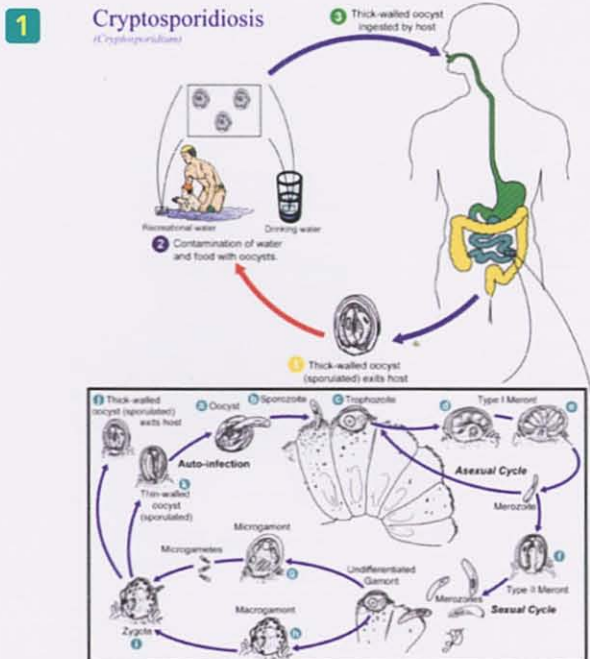 1
Cryptosporidiosis
(Cryptosporidium)
3 Thick-walled oocyst
ingested by host
Recreational water
Drinking water
2 Contamination of water
and food with oocysts.
1 Thick-walled oocyst
(sporulated) exits host
j Thick-walled
oocyst (sporulated)
exits host
a Oocyst
b Sporozoite
c Trophozoite
d
Type I Meront
e
Auto-infection
k
Thin-walled
oocyst
(sporulated)
Asexual Cycle
Merozoite
Microgamont
Microgametes
g
Undifferentiated
Gamont
f
Type II Meront
Merozoites
Sexual Cycle
Macrogamont
h
Zygote
i